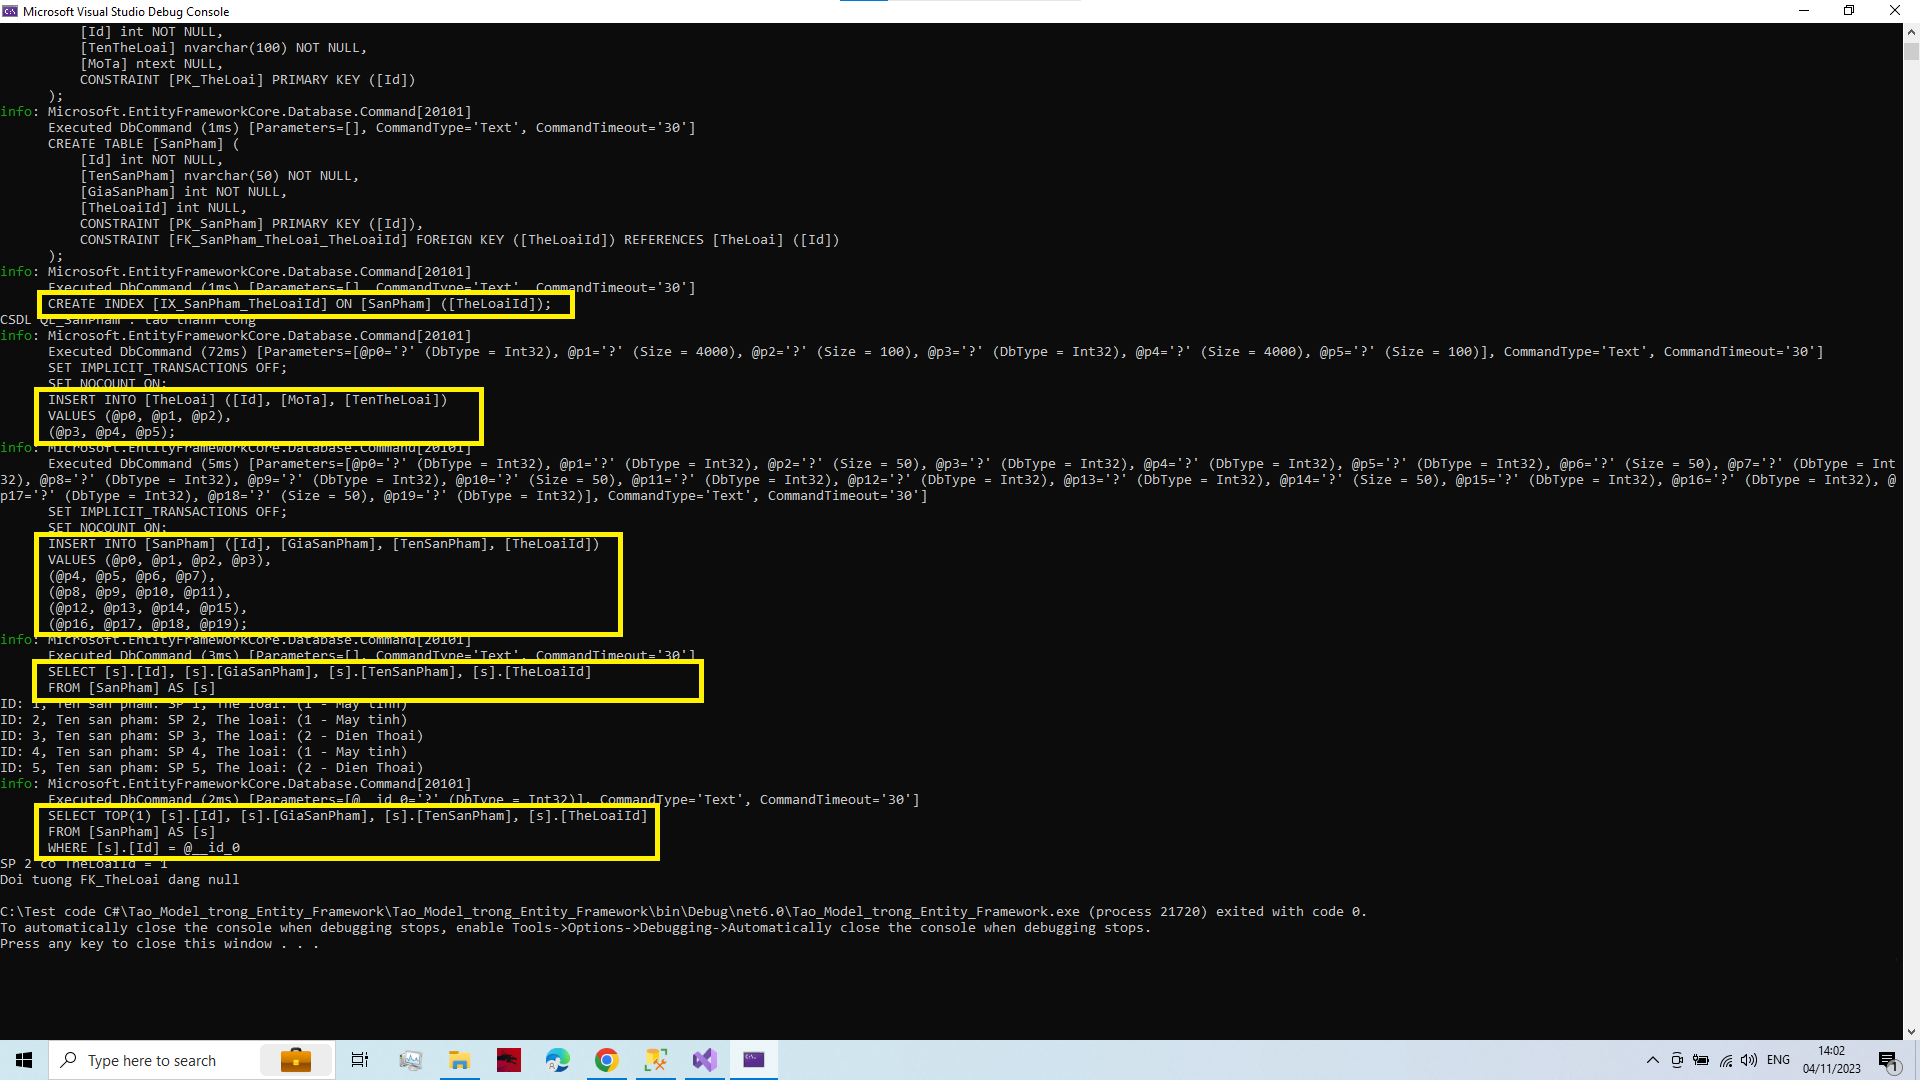 Microsoft Visual Studio Debug Console
[Id] int NOT NULL,
[TenTheLoai] nvarchar(100) NOT NULL,
[MoTa] ntext NULL,
CONSTRAINT [PK_TheLoai] PRIMARY KEY ([Id])
);
info: Microsoft.EntityFrameworkCore.Database.Command[20101]
Executed DbCommand (1ms) [Parameters=[], CommandType='Text', CommandTimeout='30']
CREATE TABLE [SanPham] (
[Id] int NOT NULL,
[TenSanPham] nvarchar(50) NOT NULL,
[GiaSanPham] int NOT NULL,
[TheLoaiId] int NULL,
CONSTRAINT [PK_SanPham] PRIMARY KEY ([Id]),
CONSTRAINT [FK_SanPham_TheLoai_TheLoaiId] FOREIGN KEY ([TheLoaiId]) REFERENCES [TheLoai] ([Id])
);
info: Microsoft.EntityFrameworkCore.Database.Command[20101]
Executed DbCommand (1ms) [Parameters=[], CommandType='Text', CommandTimeout='30']
CREATE INDEX [IX_SanPham_TheLoaiId] ON [SanPham] ([TheLoaiId]);
CSDL QL_SanPham : tao thanh cong
info: Microsoft.EntityFrameworkCore.Database.Command[20101]
Executed DbCommand (72ms) [Parameters=[@p0='?' (DbType = Int32), @p1='?' (Size = 4000), @p2='?' (Size = 100), @p3='?' (DbType = Int32), @p4='?' (Size = 4000), @p5='?' (Size = 100)], CommandType='Text', CommandTimeout='30']
SET IMPLICIT_TRANSACTIONS OFF;
SET NOCOUNT ON;
INSERT INTO [TheLoai] ([Id], [MoTa], [TenTheLoai])
VALUES (@p0, @p1, @p2),
(@p3, @p4, @p5);
info: Microsoft.EntityFrameworkCore.Database.Command[20101]
Executed DbCommand (5ms) [Parameters=[@p0='?' (DbType = Int32), @p1='?' (DbType = Int32), @p2='?' (Size = 50), @p3='?' (DbType = Int32), @p4='?' (DbType = Int32), @p5='?' (DbType = Int32), @p6='?' (Size = 50), @p7='?' (DbType = Int
32), @p8='?' (DbType = Int32), @p9='?' (DbType = Int32), @p10='?' (Size = 50), @p11='?' (DbType = Int32), @p12='?' (DbType = Int32), @p13='?' (DbType = Int32), @p14='?' (Size = 50), @p15='?' (DbType = Int32), @p16='?' (DbType = Int32), @
p17='?' (DbType = Int32), @p18='?' (Size = 50), @p19='?' (DbType = Int32)], CommandType='Text', CommandTimeout='30']
SET IMPLICIT_TRANSACTIONS OFF;
SET NOCOUNT ON;
INSERT INTO [SanPham] ([Id], [GiaSanPham], [TenSanPham], [TheLoaiId])
VALUES (@p0, @p1, @p2, @p3),
(@p4, @p5, @p6, @p7),
(@p8, @p9, @p10, @p11),
(@p12, @p13, @p14, @p15),
(@p16, @p17, @p18, @p19);
info: Microsoft.EntityFrameworkCore.Database.Command[20101]
Executed DbCommand (3ms) [Parameters=[], CommandType='Text', CommandTimeout='30']
SELECT [s].[Id], [s].[GiaSanPham], [s].[TenSanPham], [s].[TheLoaiId]
FROM [SanPham] AS [s]
ID: 1, Ten san pham: SP 1, The loai: (1 - May tinh)
ID: 2, Ten san pham: SP 2, The loai: (1 - May tinh)
ID: 3, Ten san pham: SP 3, The loai: (2 - Dien Thoai)
ID: 4, Ten san pham: SP 4, The loai: (1 - May tinh)
ID: 5, Ten san pham: SP 5, The loai: (2 - Dien Thoai)
info: Microsoft.EntityFrameworkCore.Database.Command[20101]
Executed DbCommand (2ms) [Parameters=[@__id_0='?' (DbType = Int32)], CommandType='Text', CommandTimeout='30']
SELECT TOP(1) [s].[Id], [s].[GiaSanPham], [s].[TenSanPham], [s].[TheLoaiId]
FROM [SanPham] AS [s]
WHERE [s].[Id] = @__id_0
SP 2 co TheLoaiId = 1
Doi tuong FK_TheLoai dang null
C:\Test code C#\Tao_Model_trong_Entity_Framework\Tao_Model_trong_Entity_Framework\bin\Debug\net6.0\Tao_Model_trong_Entity_Framework.exe (process 21720) exited with code 0.
To automatically close the console when debugging stops, enable Tools->Options->Debugging->Automatically close the console when debugging stops.
Press any key to close this window . . .
Type here to search
ENG
14:02
04/11/2023
1